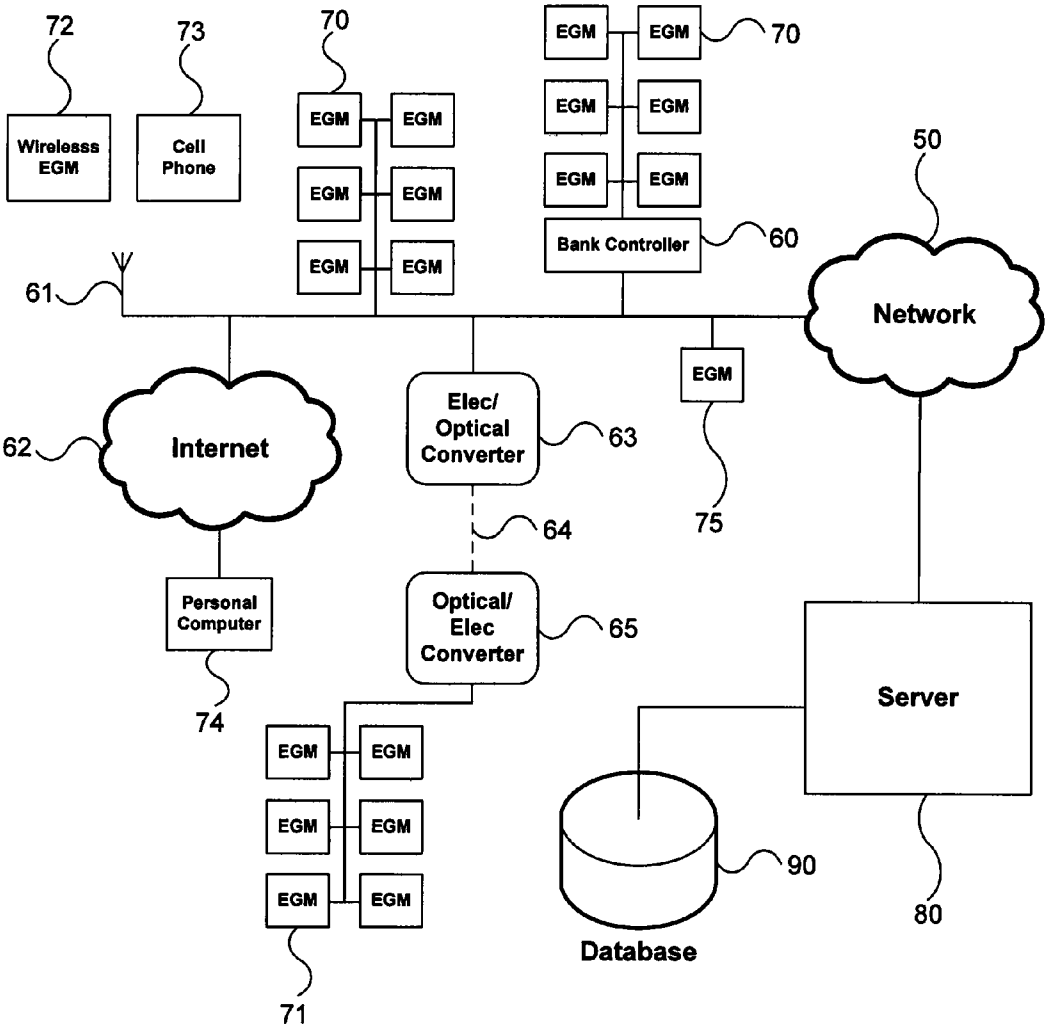 72
73
70
EGM EGM
70
Wirelesss
EGM
Cell
Phone
EGM EGM
EGM EGM
EGM EGM
EGM EGM
50
EGM EGM
Bank Controller
60
61
Network
Internet
62
Elec/
Optical
Converter
63
EGM
75
64
Personal
Computer
74
Optical/
Elec
Converter
65
Server
EGM EGM
EGM EGM
EGM EGM
71
90
80
Database